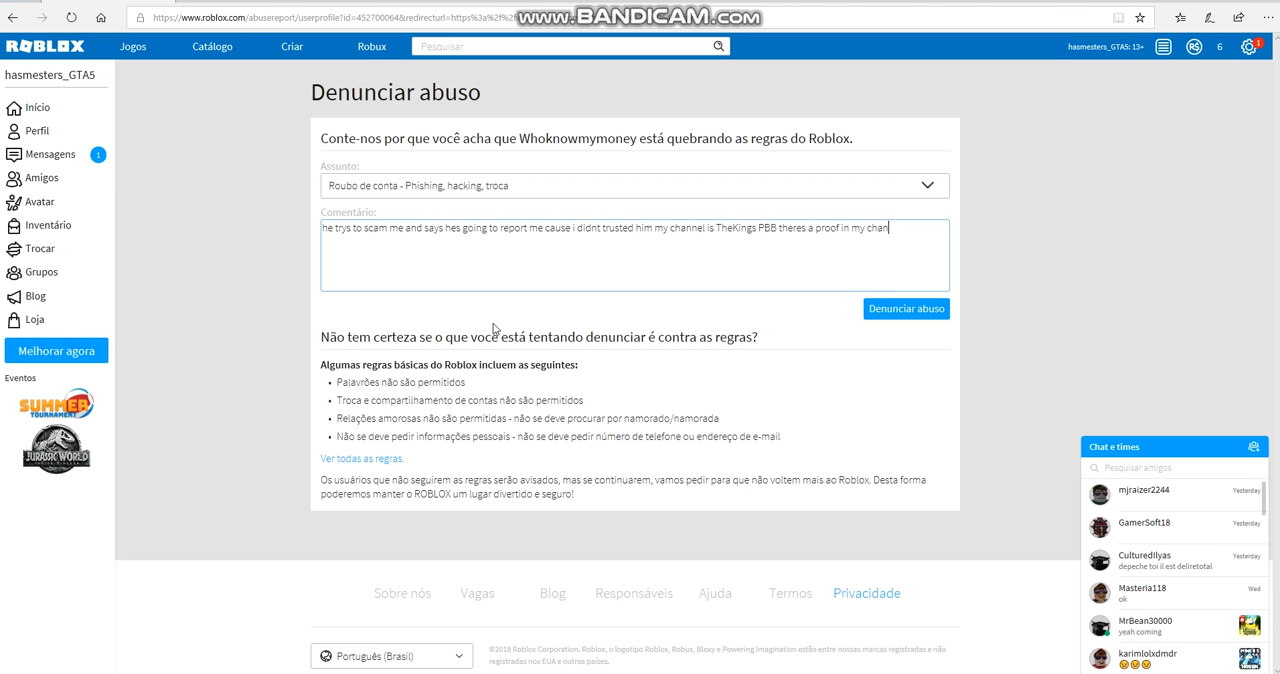 https://www.roblox.com/abusereport/userprofile?id=452700064&redirecturl=https%3a%2f%2f
www.BANDICAM.com
ROBLOX
Jogos
Catálogo
Criar
Robux
Pesquisar
hasmesters_GTA5: 13+
6
1
hasmesters_GTA5
Início
Perfil
Mensagens 1
Amigos
Avatar
Inventário
Trocar
Grupos
Blog
Loja
Melhorar agora
Eventos
SUMMER
TOURNAMENT
JURASSIC WORLD
Denunciar abuso
Conte-nos por que você acha que Whoknowmymoney está quebrando as regras do Roblox.
Assunto:
Roubo de conta - Phishing, hacking, troca
Comentário:
he trys to scam me and says hes going to report me cause i didnt trusted him my channel is TheKings PBB theres a proof in my chan
Denunciar abuso
Não tem certeza se o que você está tentando denunciar é contra as regras?
Algumas regras básicas do Roblox incluem as seguintes:
• Palavrões não são permitidos
• Troca e compartilhamento de contas não são permitidos
• Relações amorosas não são permitidas - não se deve procurar por namorado/namorada
• Não se deve pedir informações pessoais - não se deve pedir número de telefone ou endereço de e-mail
Ver todas as regras.
Os usuários que não seguirem as regras serão avisados, mas se continuarem, vamos pedir para que não voltem mais ao Roblox. Desta forma
poderemos manter o ROBLOX um lugar divertido e seguro!
Chat e times
Pesquisar amigos
mjraizer2244 Yesterday
GamerSoft18 Yesterday
CulturedIlyas Yesterday
depeche toi il est deliretotal
Masteria118 Wed
ok
MrBean30000
yeah coming
karimlolxdmdr
Sobre nós
Vagas
Blog
Responsáveis
Ajuda
Termos
Privacidade
Português (Brasil)
©2018 Roblox Corporation. Roblox, o logotipo Roblox, Robux, Bloxy e Powering Imagination estão entre nossas marcas registradas e não
registradas nos EUA e outros países.